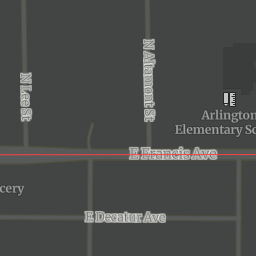 N Lee St
N Altamont St
Arlington
Elementary Sc
E Francis Ave
cery
E Decatur Ave